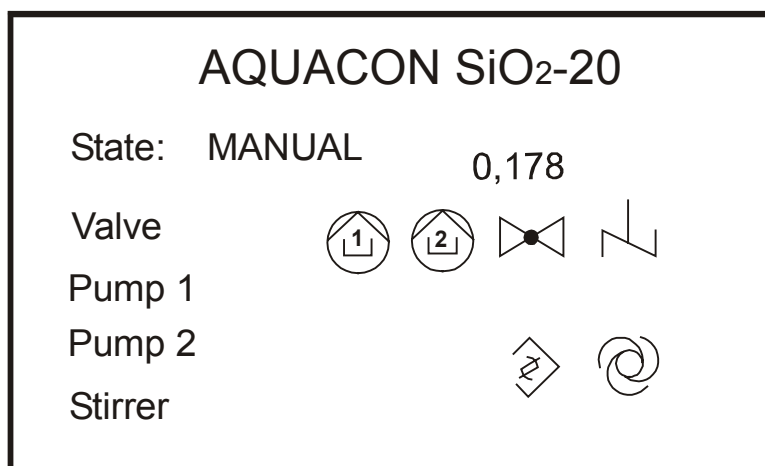 AQUACON SiO2-20
State: MANUAL
0,178
Valve
1 2
Pump 1
Pump 2
Stirrer